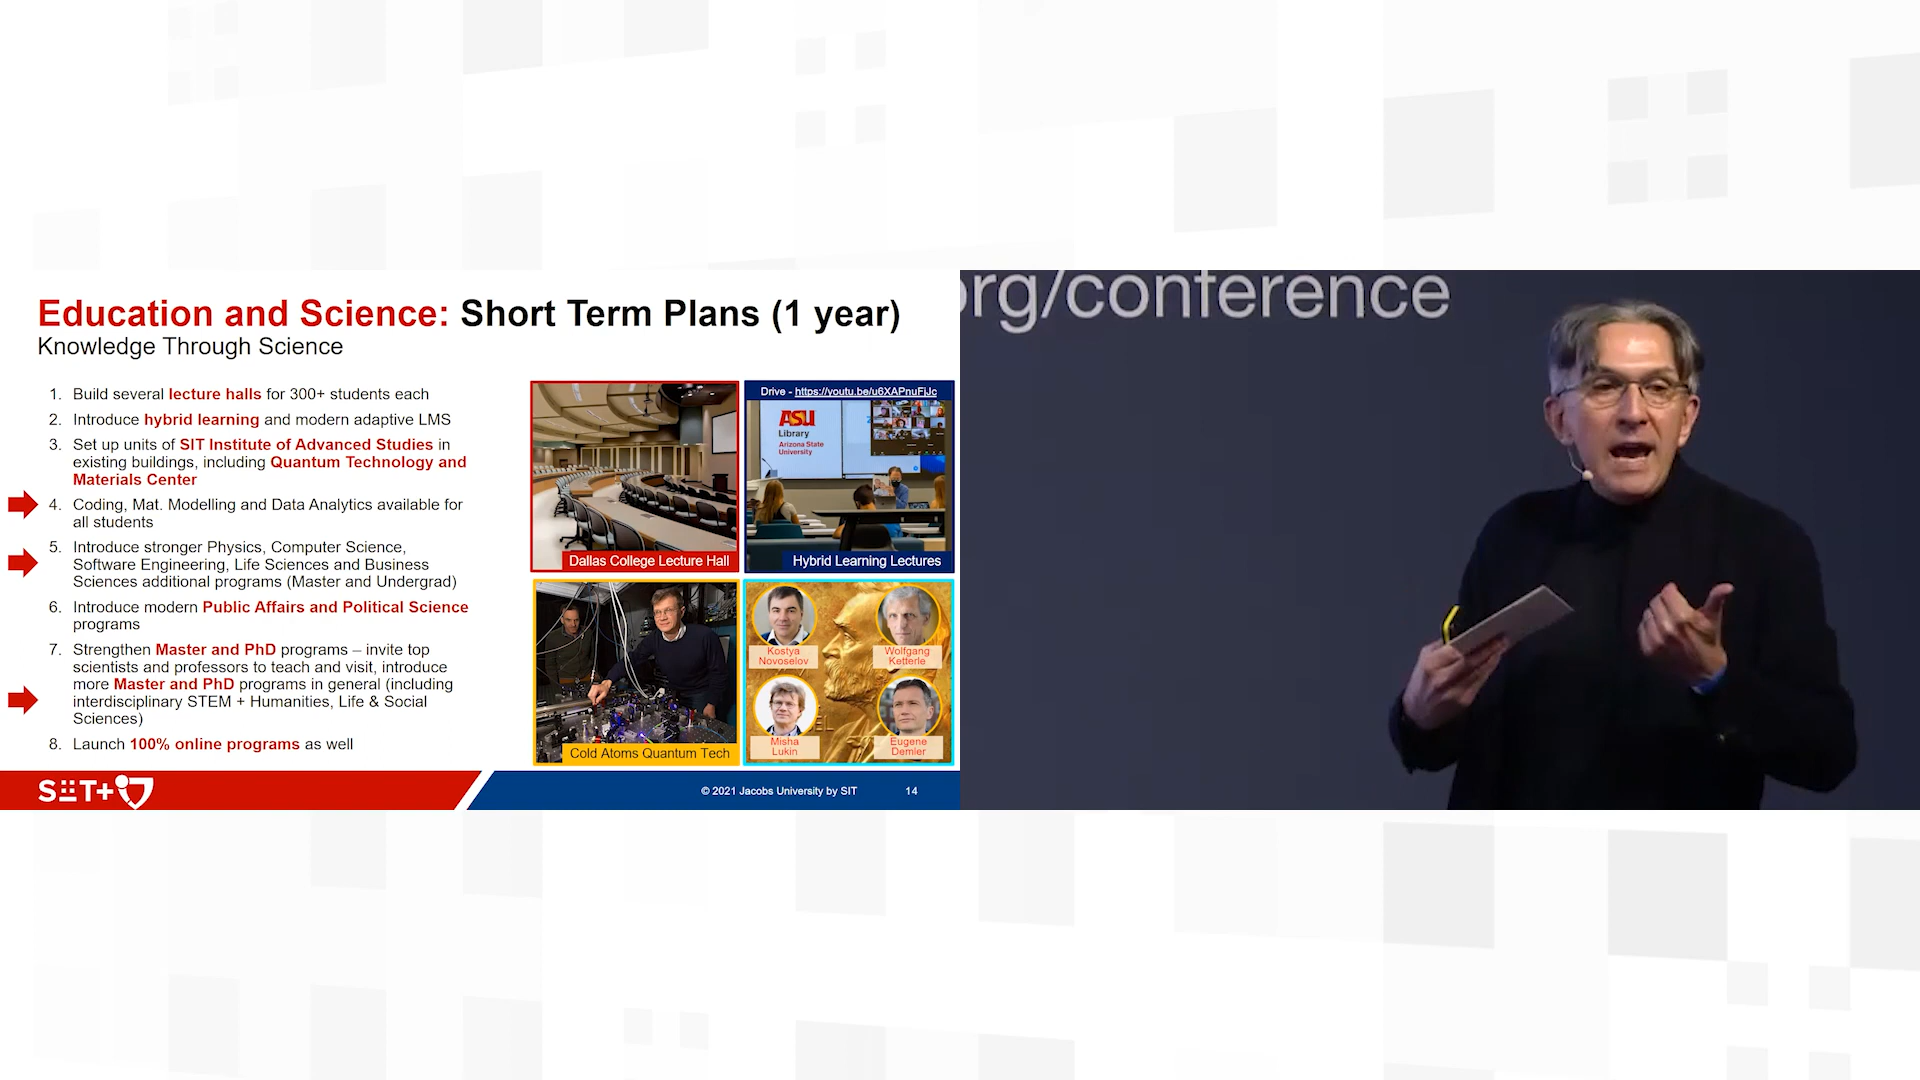 Education and Science: Short Term Plans (1 year)
Knowledge Through Science
1. Build several lecture halls for 300+ students each
2. Introduce hybrid learning and modern adaptive LMS
3. Set up units of SIT Institute of Advanced Studies in
existing buildings, including Quantum Technology and
Materials Center
4. Coding, Mat. Modelling and Data Analytics available for
all students
5. Introduce stronger Physics, Computer Science,
Software Engineering, Life Sciences and Business
Sciences additional programs (Master and Undergrad)
6. Introduce modern Public Affairs and Political Science
programs
7. Strengthen Master and PhD programs – invite top
scientists and professors to teach and visit, introduce
more Master and PhD programs in general (including
interdisciplinary STEM + Humanities, Life & Social
Sciences)
8. Launch 100% online programs as well
Dallas College Lecture Hall
Drive - https://youtu.be/u6XAPnuFjJc
ASU
Library
Arizona State
University
Hybrid Learning Lectures
Cold Atoms Quantum Tech
Kostya
Novoselov
Wolfgang
Ketterle
Misha
Lukin
Eugene
Demler
SIT+
© 2021 Jacobs University by SIT
14
org/conference